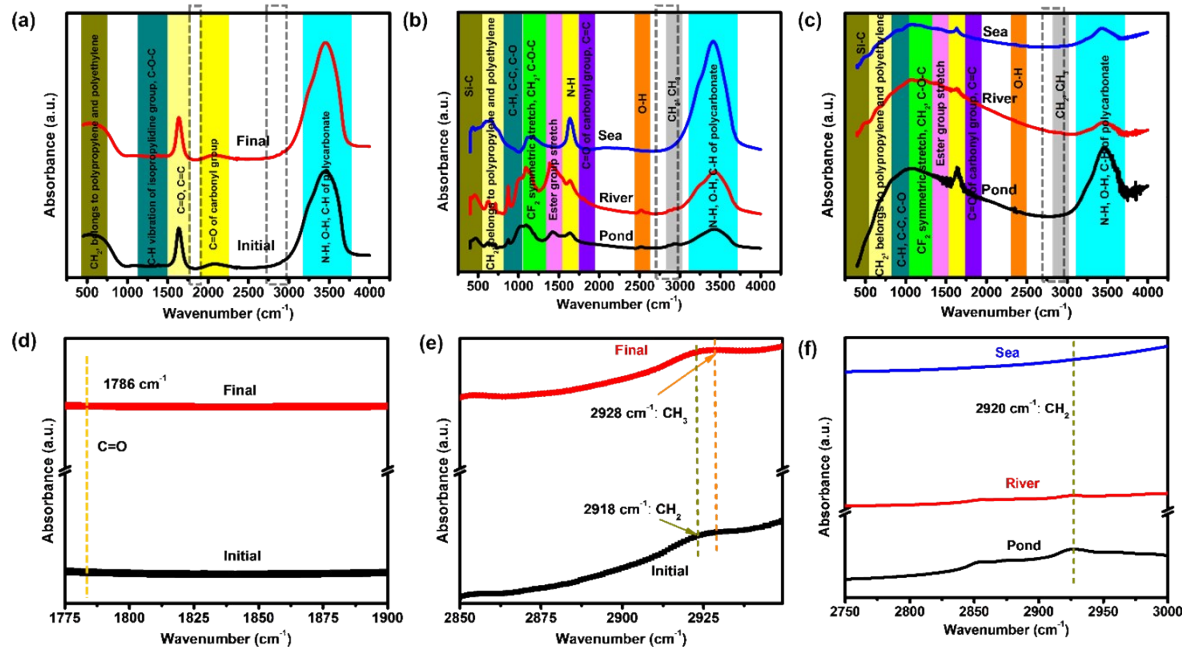 (a)
Absorbance (a.u.)
CH₂, belongs to polypropylene and polyethylene
C-H vibration of isopropylidine group, C-O-C
C=O, C=C
C=O of carbonyl group
N-H, O-H, C-H of polycarbonate
Final
Initial
500 1000 1500 2000 2500 3000 3500 4000
Wavenumber (cm⁻¹)
(b)
Absorbance (a.u.)
Si-C
CH₂, belongs to polypropylene and polyethylene
C-H, C-C, C-O
CF₂ symmetric stretch, CH₂, C-O-C
Ester group stretch
N-H
C=O of carbonyl group, C=C
O-H
CH₂, CH₃
N-H, O-H, C-H of polycarbonate
Sea
River
Pond
500 1000 1500 2000 2500 3000 3500 4000
Wavenumber (cm⁻¹)
(c)
Absorbance (a.u.)
Si-C
CH₂, belongs to polypropylene and polyethylene
C-H, C-C, C-O
CF₂ symmetric stretch, CH₂, C-O-C
Ester group stretch
N-H
C=O of carbonyl group, C=C
O-H
CH₂, CH₃
N-H, O-H, C-H of polycarbonate
Sea
River
Pond
500 1000 1500 2000 2500 3000 3500 4000
Wavenumber (cm⁻¹)
(d)
Absorbance (a.u.)
1786 cm⁻¹
Final
C=O
Initial
1775 1800 1825 1850 1875 1900
Wavenumber (cm⁻¹)
(e)
Absorbance (a.u.)
Final
2928 cm⁻¹: CH₃
2918 cm⁻¹: CH₂
Initial
2850 2875 2900 2925
Wavenumber (cm⁻¹)
(f)
Absorbance (a.u.)
Sea
2920 cm⁻¹: CH₂
River
Pond
2750 2800 2850 2900 2950 3000
Wavenumber (cm⁻¹)